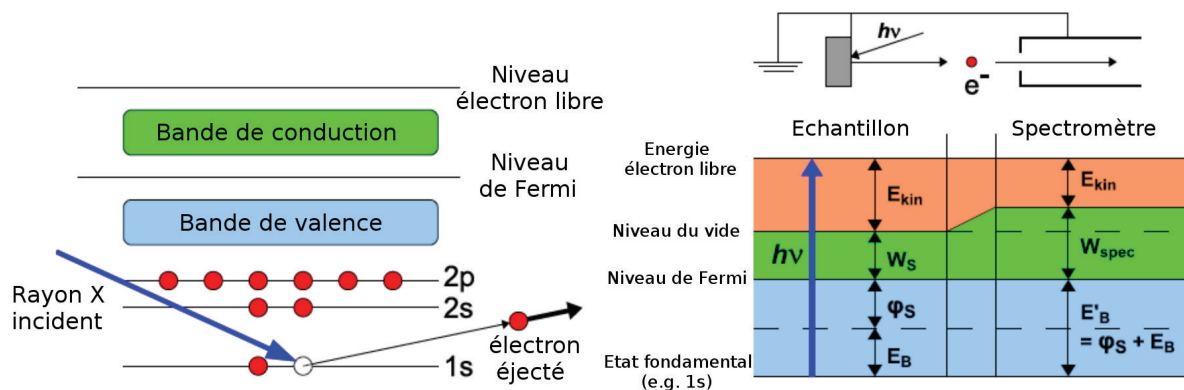 Niveau
électron libre
Bande de conduction
Niveau
de Fermi
Bande de valence
2p
2s
1s
Rayon X
incident
électron
éjecté
hν
e-
Echantillon
Spectromètre
Energie
électron libre
Niveau du vide
Niveau de Fermi
Etat fondamental
(e.g. 1s)
hν
Ekin
WS
φS
EB
Ekin
Wspec
E'B
= φS + EB